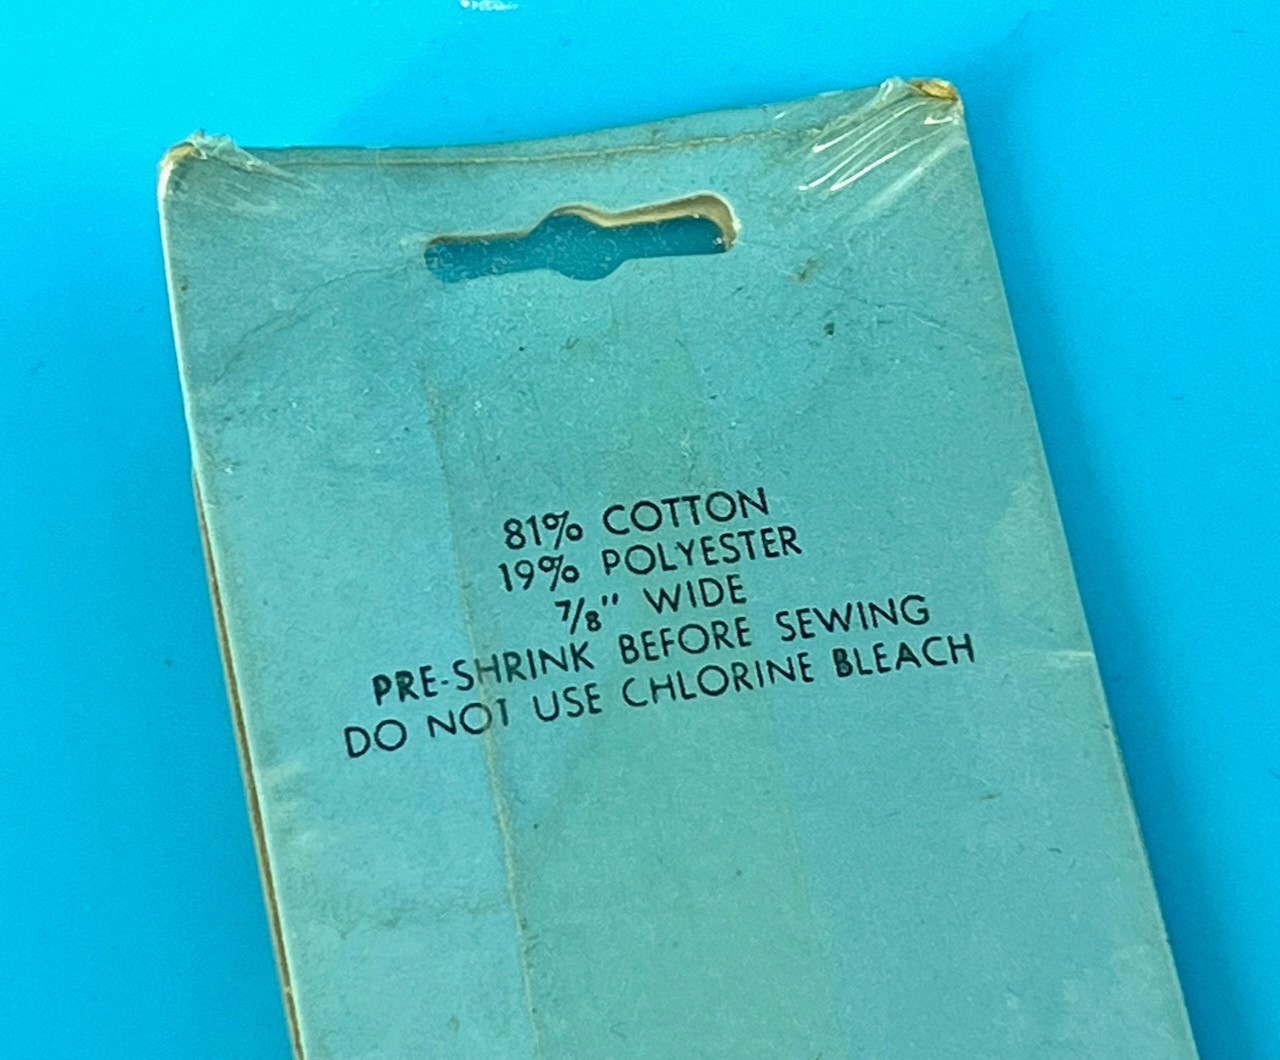 81% COTTON
19% POLYESTER
7/8" WIDE
PRE-SHRINK BEFORE SEWING
DO NOT USE CHLORINE BLEACH